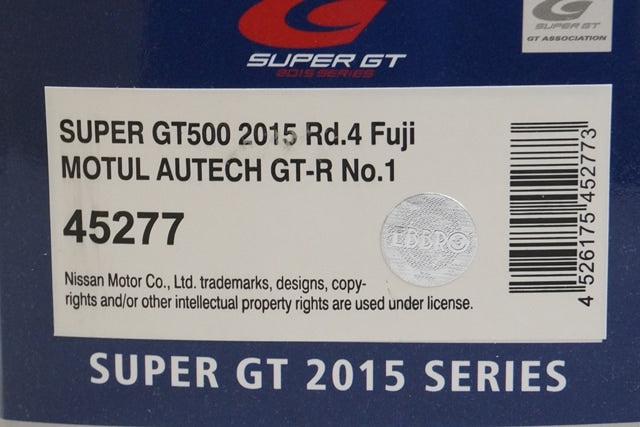 SUPER GT
2015 SERIES
SUPER GT
GT ASSOCIATION
SUPER GT500 2015 Rd.4 Fuji
MOTUL AUTECH GT-R No.1
45277
EBBRO
Nissan Motor Co., Ltd. trademarks, designs, copy-
rights and/or other intellectual property rights are used under license.
4 526175 452773
SUPER GT 2015 SERIES